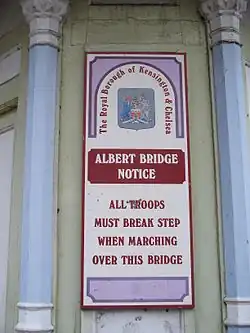 The Royal Borough of Kensington & Chelsea
ALBERT BRIDGE
NOTICE
ALL TROOPS
MUST BREAK STEP
WHEN MARCHING
OVER THIS BRIDGE